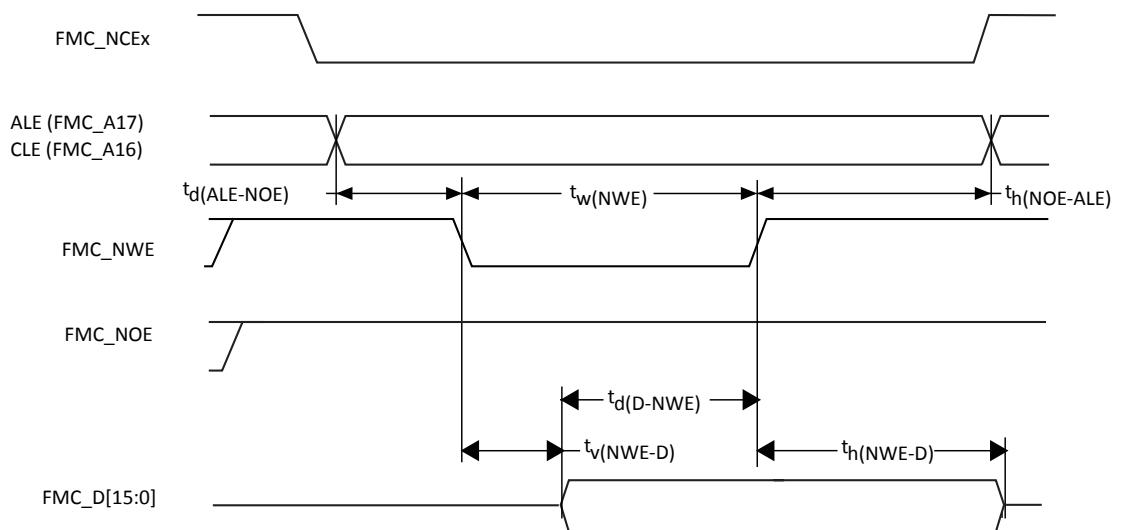 FMC_NCEx
ALE (FMC_A17)
CLE (FMC_A16)
td(ALE-NOE) tw(NWE) th(NOE-ALE)
FMC_NWE
FMC_NOE
td(D-NWE)
tv(NWE-D) th(NWE-D)
FMC_D[15:0]